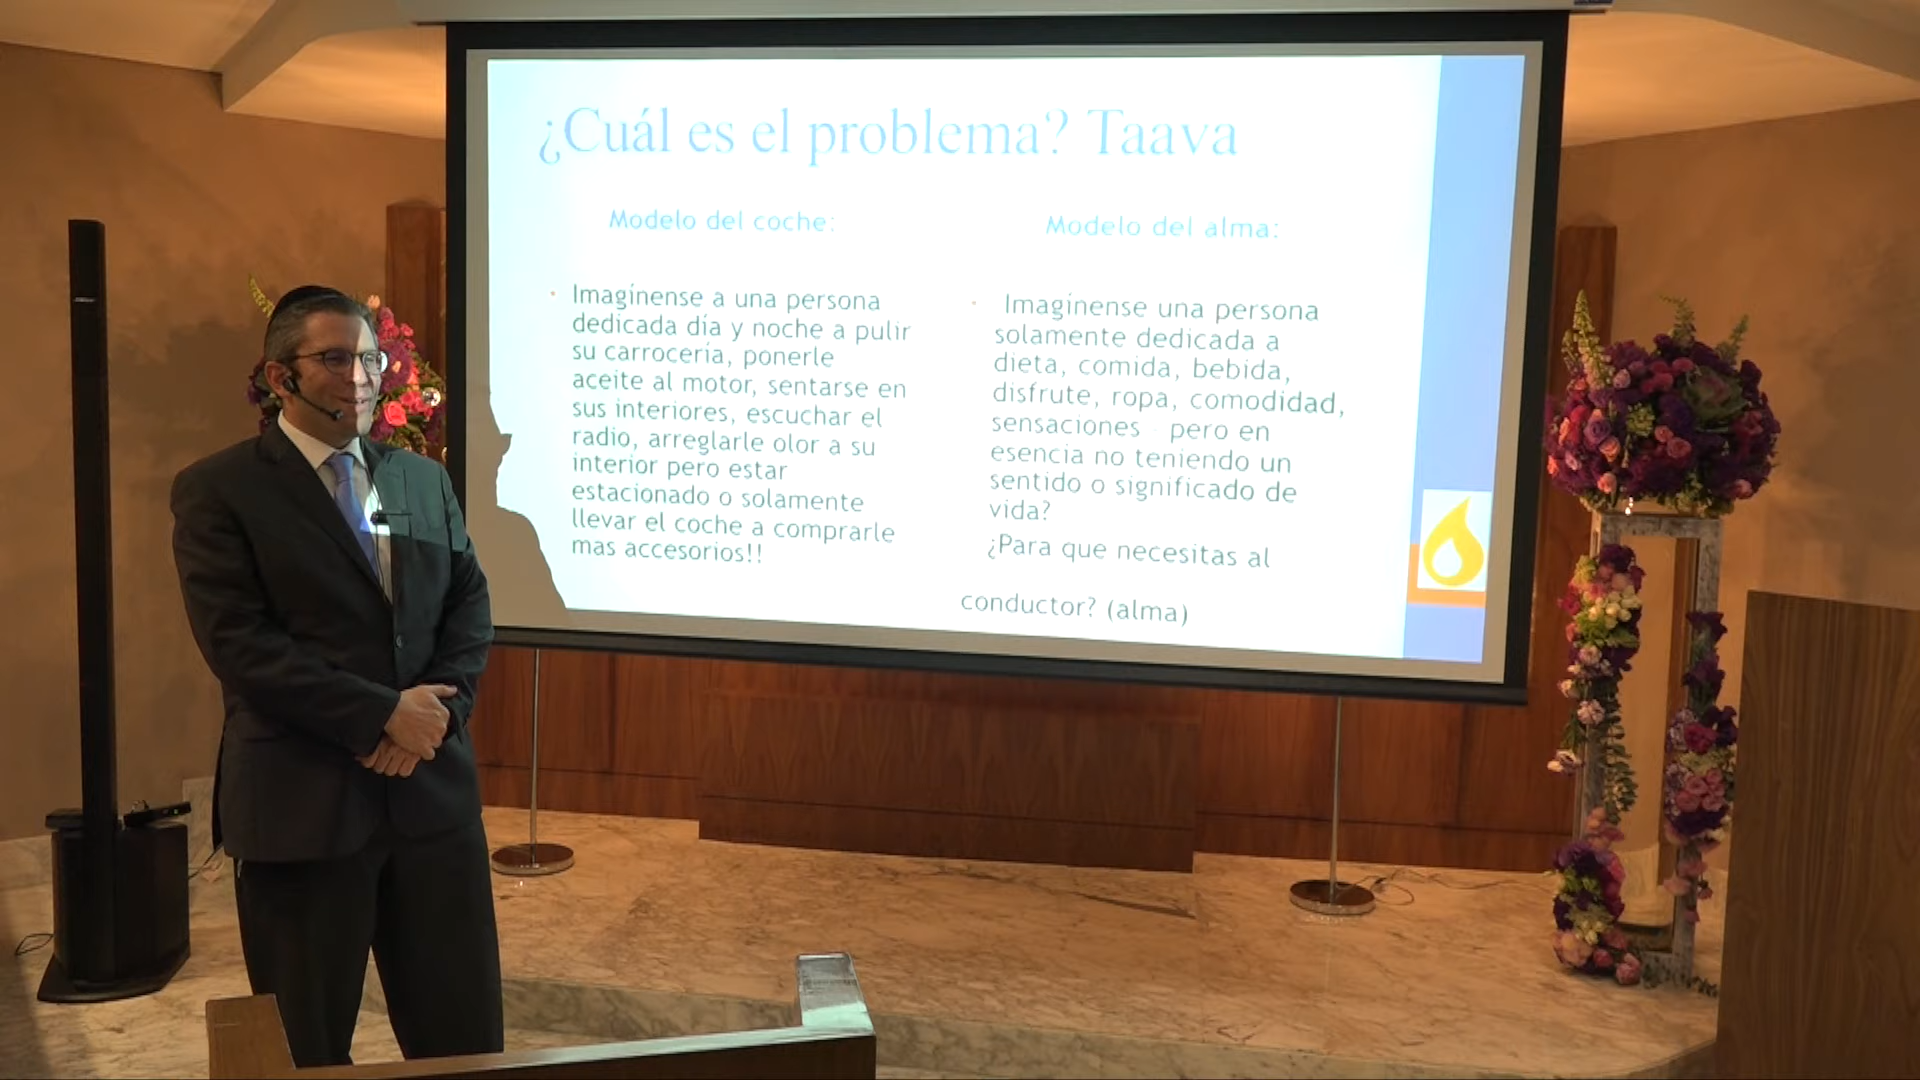 ¿Cuál es el problema? Taava
Modelo del coche:
Imagínense a una persona
dedicada día y noche a pulir
su carrocería, ponerle
aceite al motor, sentarse en
sus interiores, escuchar el
radio, arreglarle olor a su
interior pero estar
estacionado o solamente
llevar el coche a comprarle
mas accesorios!!
Modelo del alma:
Imagínense una persona
solamente dedicada a
dieta, comida, bebida,
disfrute, ropa, comodidad,
sensaciones - pero en
esencia no teniendo un
sentido o significado de
vida?
¿Para que necesitas al
conductor? (alma)